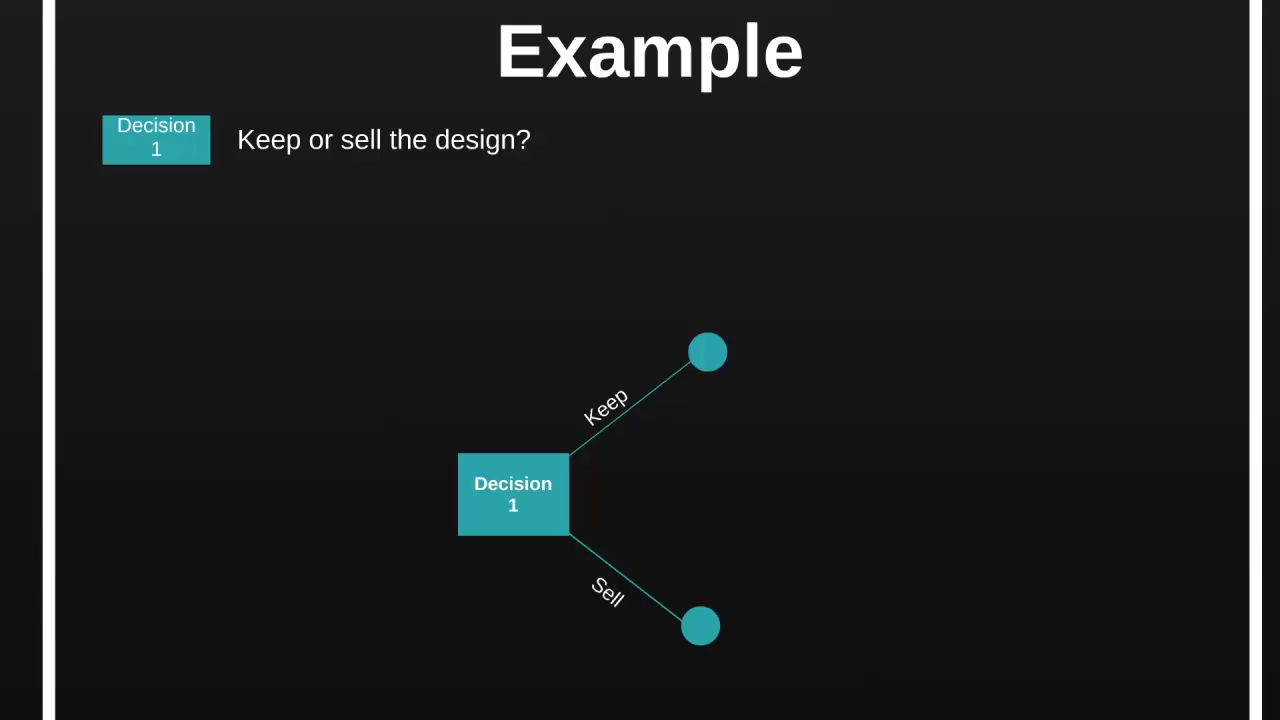 Example
Decision
1
Keep or sell the design?
Keep
Decision
1
Sell